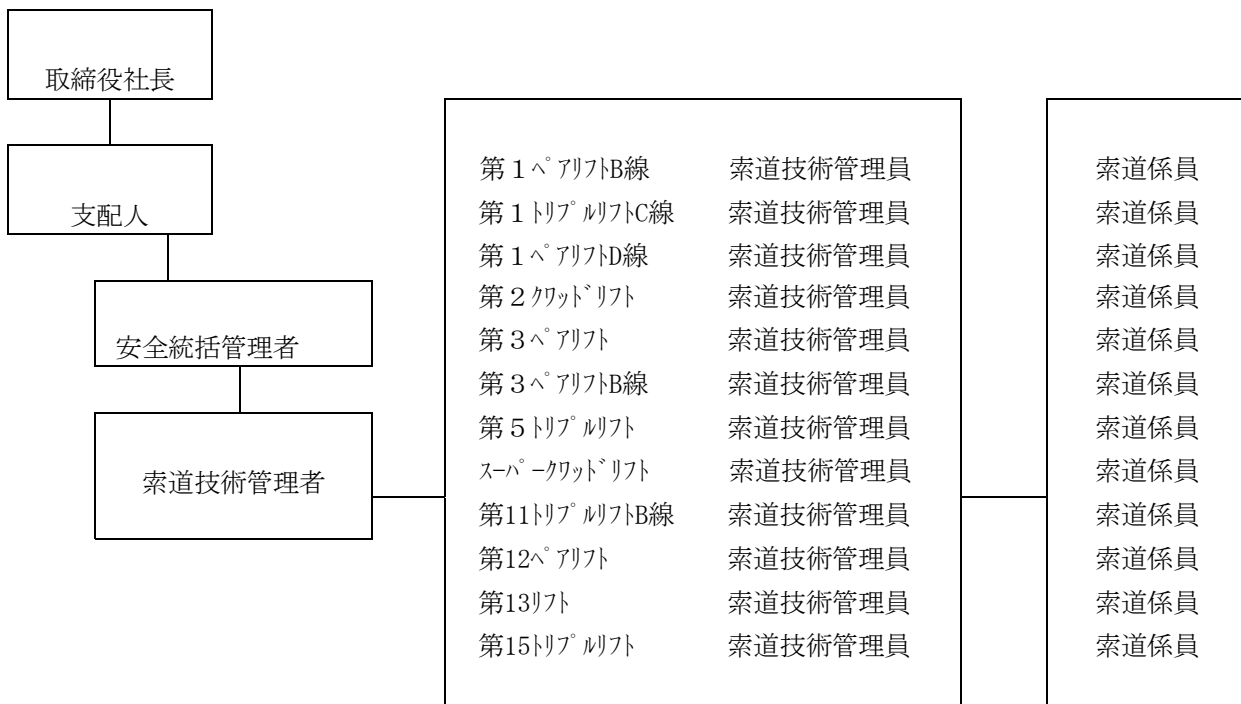 取締役社長
支配人
安全統括管理者
索道技術管理者
第１ﾍﾟｱﾘﾌﾄB線 索道技術管理員 索道係員
第１ﾄﾘﾌﾟﾙﾘﾌﾄC線 索道技術管理員 索道係員
第１ﾍﾟｱﾘﾌﾄD線 索道技術管理員 索道係員
第２ｸﾜｯﾄﾞﾘﾌﾄ 索道技術管理員 索道係員
第３ﾍﾟｱﾘﾌﾄ 索道技術管理員 索道係員
第３ﾍﾟｱﾘﾌﾄB線 索道技術管理員 索道係員
第５ﾄﾘﾌﾟﾙﾘﾌﾄ 索道技術管理員 索道係員
ｽｰﾊﾟｰｸﾜｯﾄﾞﾘﾌﾄ 索道技術管理員 索道係員
第11ﾄﾘﾌﾟﾙﾘﾌﾄB線 索道技術管理員 索道係員
第12ﾍﾟｱﾘﾌﾄ 索道技術管理員 索道係員
第13ﾘﾌﾄ 索道技術管理員 索道係員
第15ﾄﾘﾌﾟﾙﾘﾌﾄ 索道技術管理員 索道係員